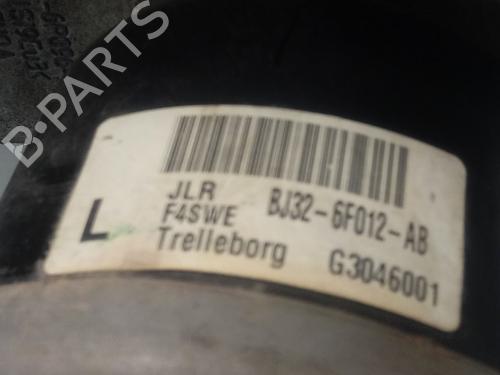 B·PARTS
L
JLR
F4SWE BJ32-6F012-AB
Trelleborg G3046001